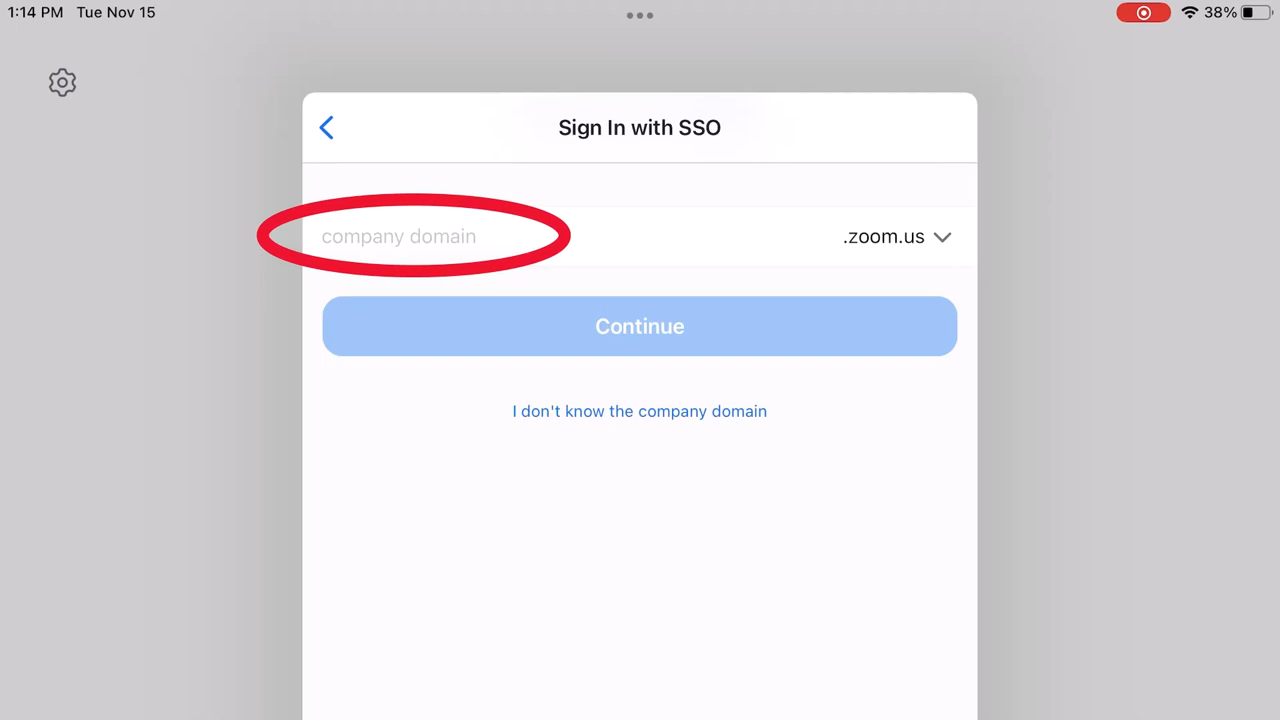 1:14 PM Tue Nov 15
38%
Sign In with SSO
company domain .zoom.us
Continue
I don't know the company domain